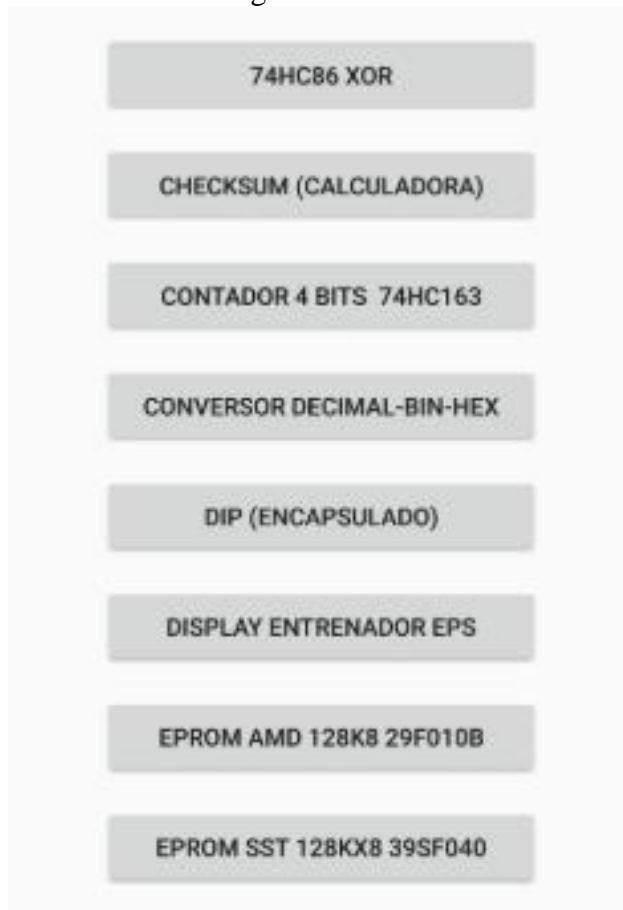 74HC86 XOR
CHECKSUM (CALCULADORA)
CONTADOR 4 BITS 74HC163
CONVERSOR DECIMAL-BIN-HEX
DIP (ENCAPSULADO)
DISPLAY ENTRENADOR EPS
EPROM AMD 128K8 29F010B
EPROM SST 128KX8 39SF040